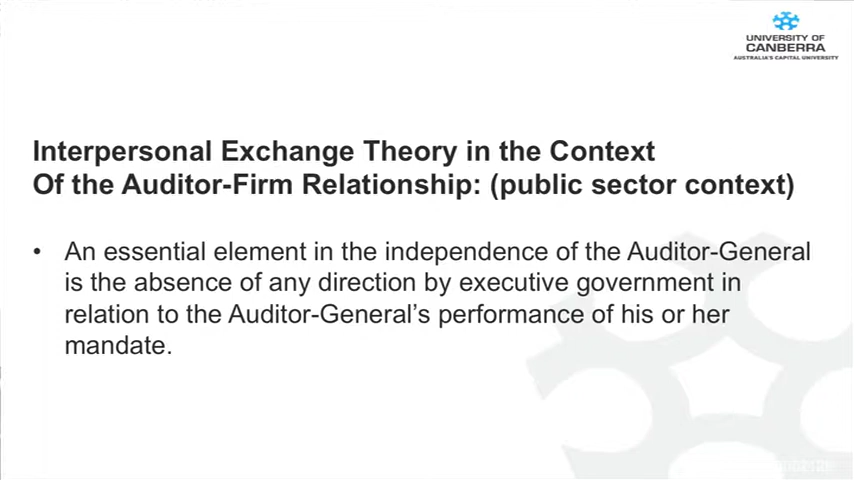 UNIVERSITY OF
CANBERRA
AUSTRALIA'S CAPITAL UNIVERSITY
Interpersonal Exchange Theory in the Context
Of the Auditor-Firm Relationship: (public sector context)
• An essential element in the independence of the Auditor-General
is the absence of any direction by executive government in
relation to the Auditor-General’s performance of his or her
mandate.